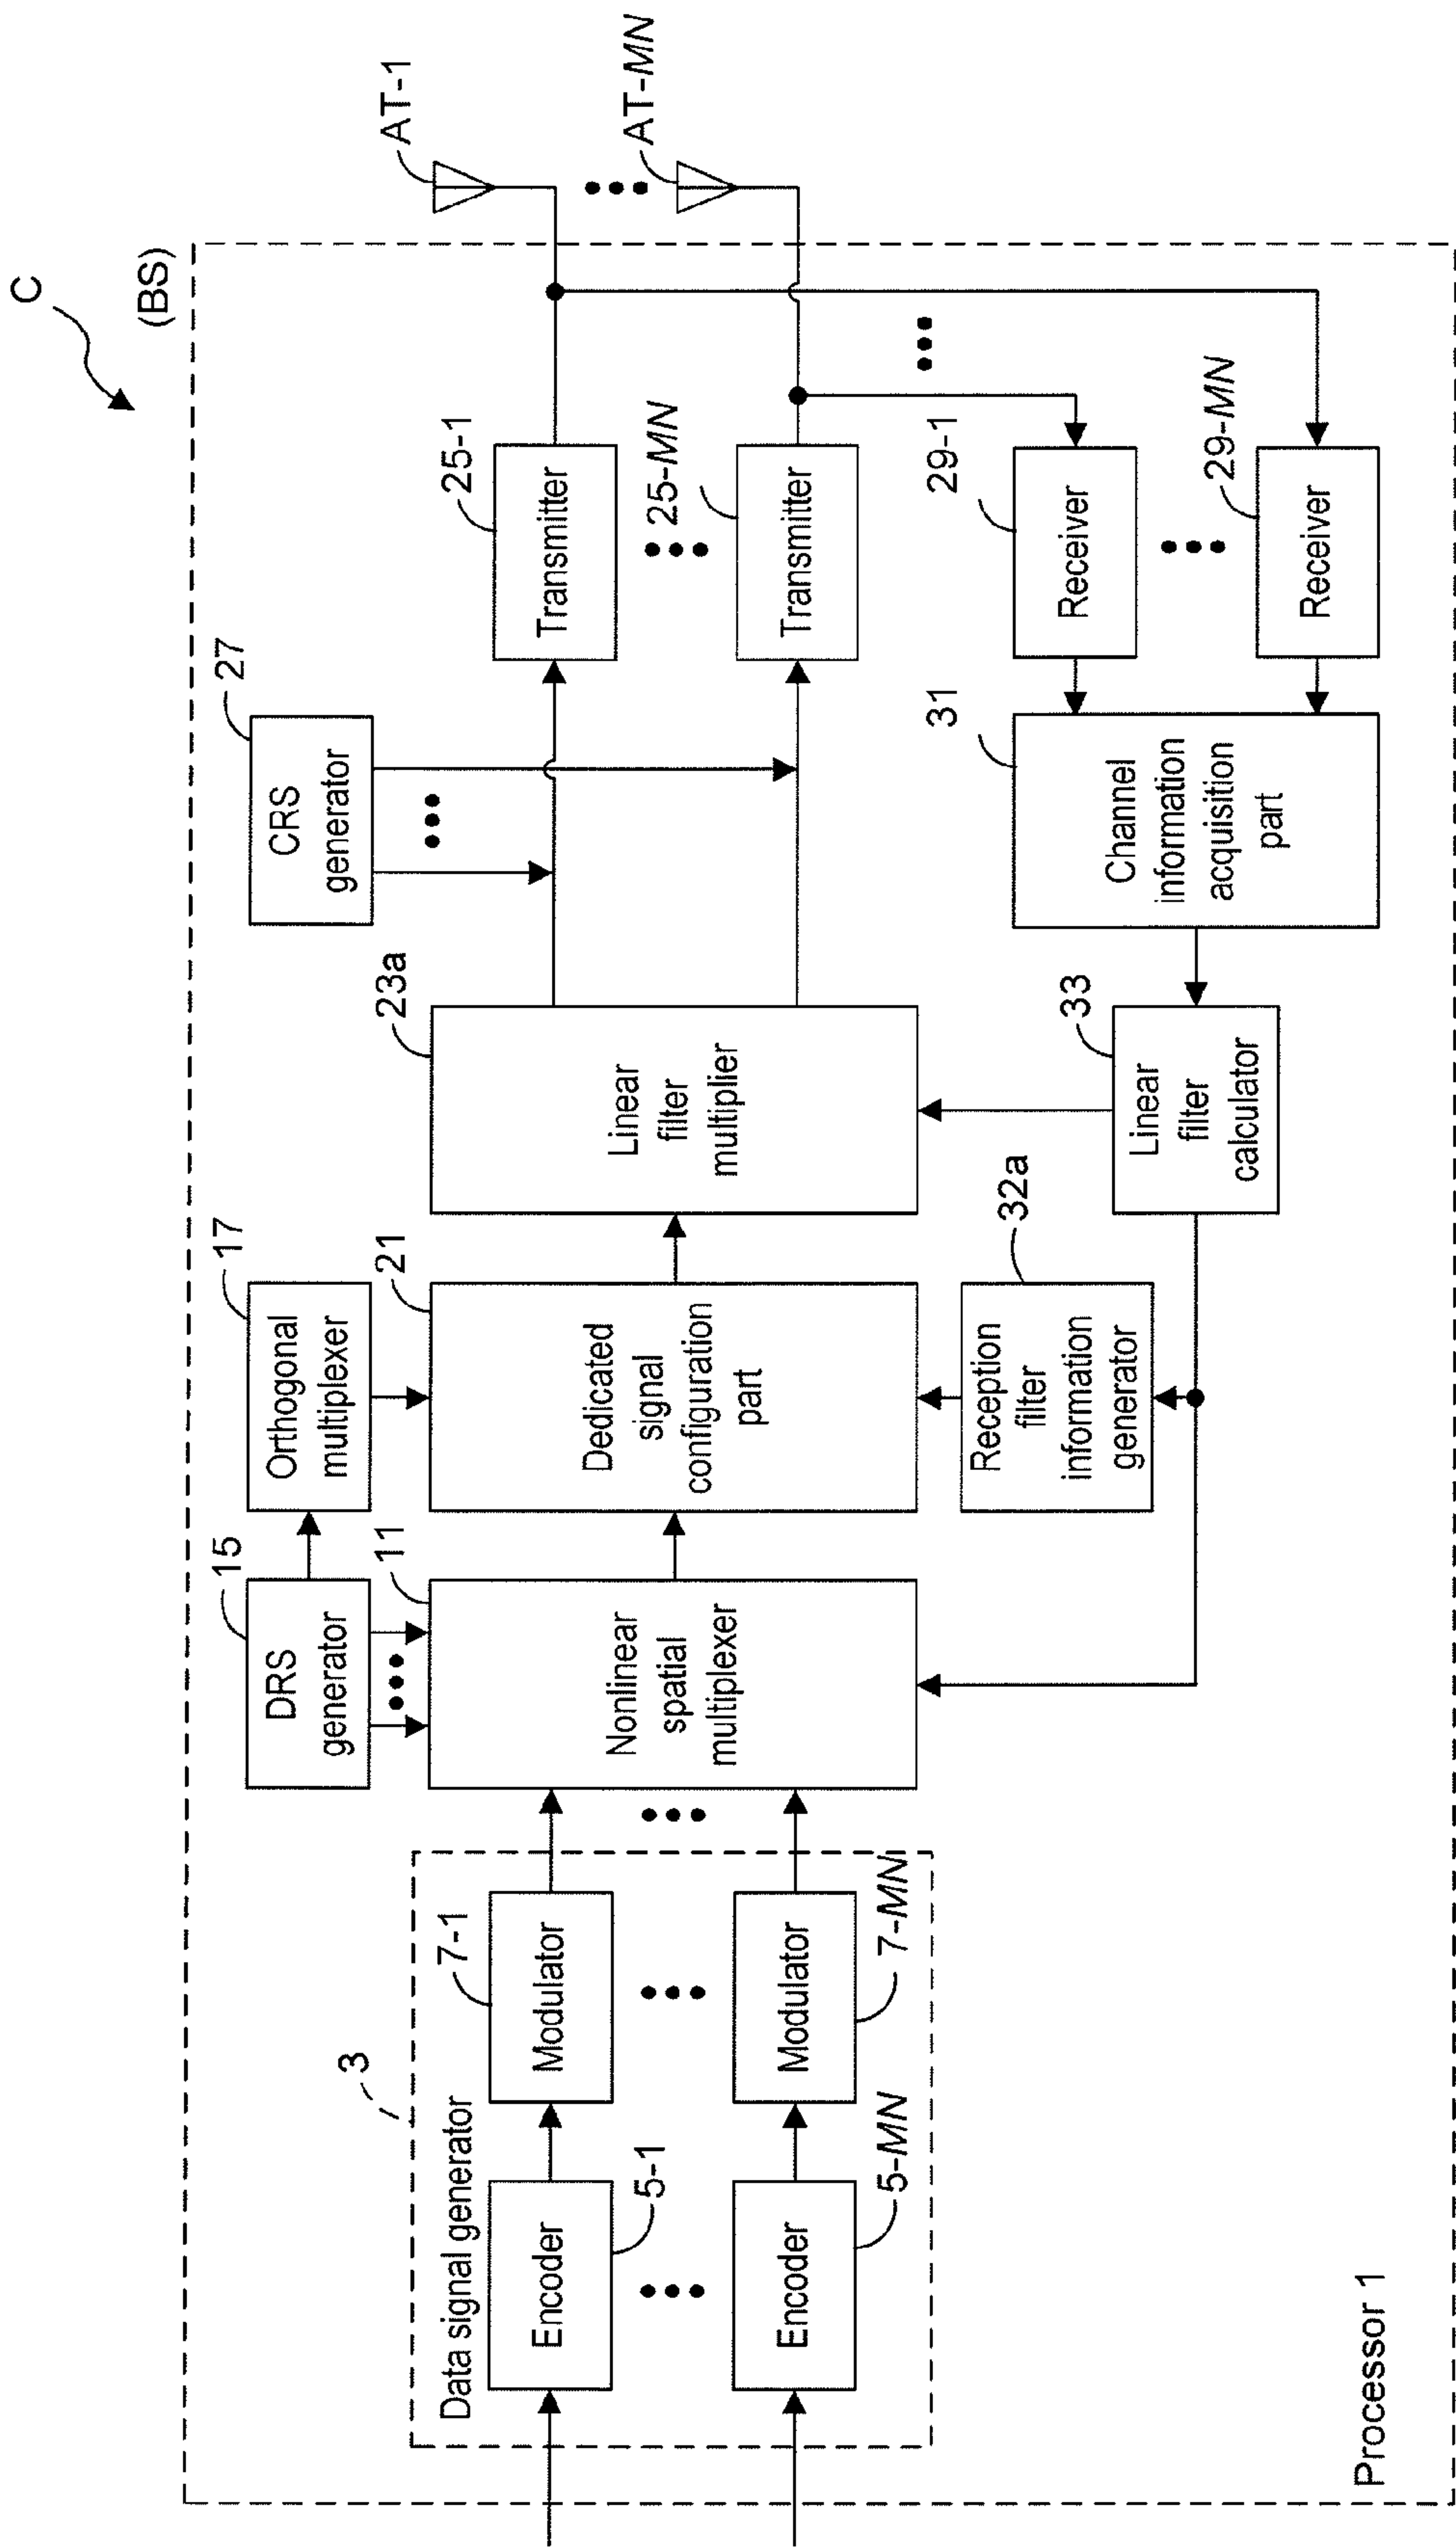 C
(BS)
AT-1
AT-MN
27
CRS
generator
25-1
Transmitter
25-MN
Transmitter
29-1
Receiver
29-MN
Receiver
31
Channel
information
acquisition
part
33
Linear
filter
calculator
23a
Linear
filter
multiplier
17
Orthogonal
multiplexer
21
Dedicated
signal
configuration
part
32a
Reception
filter
information
generator
15
DRS
generator
11
Nonlinear
spatial
multiplexer
3
Data signal generator
7-1
Modulator
7-MN
Modulator
5-1
Encoder
5-MN
Encoder
Processor 1